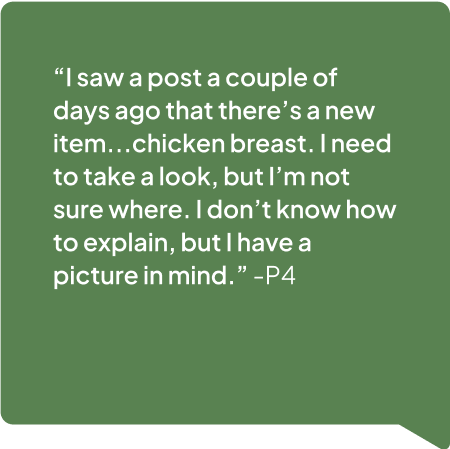 “I saw a post a couple of
days ago that there’s a new
item...chicken breast. I need
to take a look, but I’m not
sure where. I don’t know how
to explain, but I have a
picture in mind.” -P4